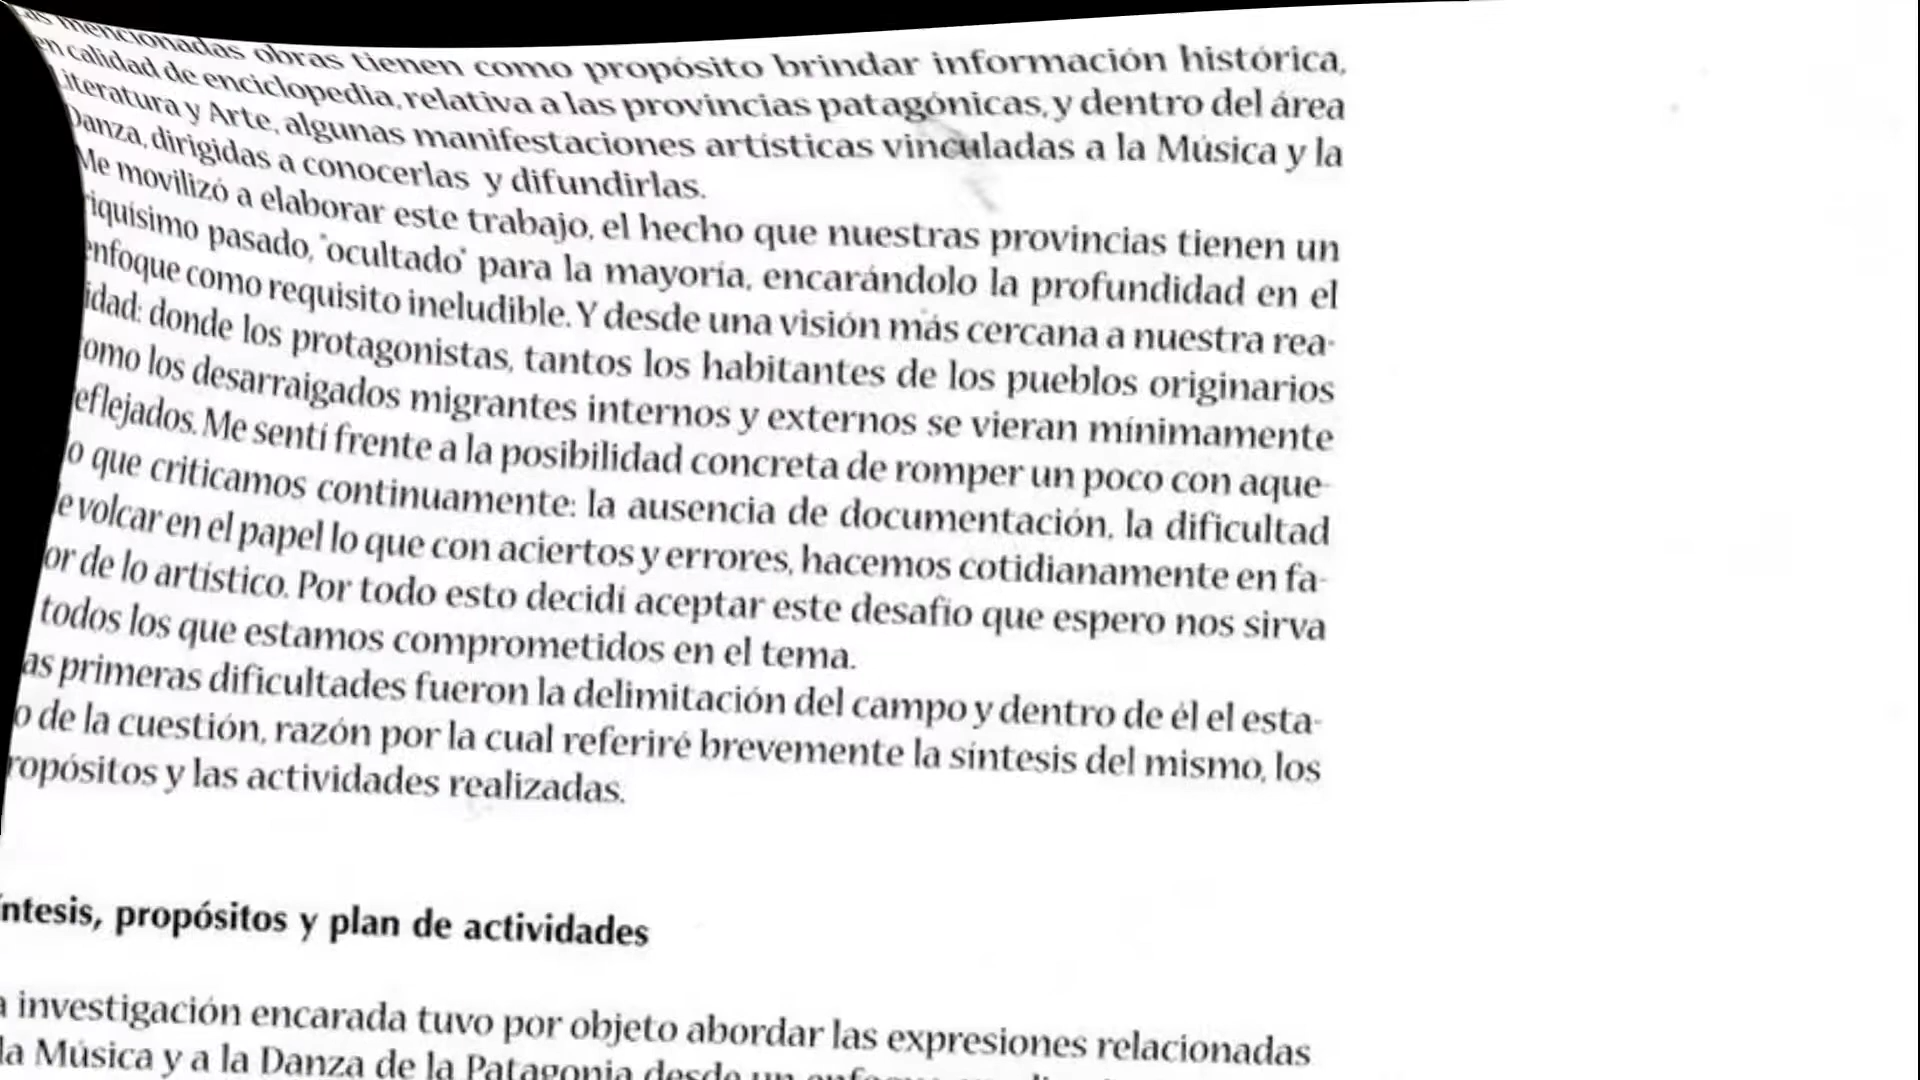 mencionadas obras tienen como propósito brindar información histórica,
en calidad de enciclopedia, relativa a las provincias patagónicas, y dentro del área
Literatura y Arte, algunas manifestaciones artísticas vinculadas a la Música y la
Danza, dirigidas a conocerlas y difundirlas.
Me movilizó a elaborar este trabajo, el hecho que nuestras provincias tienen un
riquísimo pasado, "ocultado" para la mayoría, encarándolo la profundidad en el
enfoque como requisito ineludible. Y desde una visión más cercana a nuestra rea-
idad: donde los protagonistas, tantos los habitantes de los pueblos originarios
omo los desarraigados migrantes internos y externos se vieran mínimamente
eflejados. Me sentí frente a la posibilidad concreta de romper un poco con aque-
o que criticamos continuamente: la ausencia de documentación, la dificultad
e volcar en el papel lo que con aciertos y errores, hacemos cotidianamente en fa-
or de lo artístico. Por todo esto decidí aceptar este desafío que espero nos sirva
todos los que estamos comprometidos en el tema.
as primeras dificultades fueron la delimitación del campo y dentro de él el esta-
o de la cuestión, razón por la cual referiré brevemente la síntesis del mismo, los
ropósitos y las actividades realizadas.
íntesis, propósitos y plan de actividades
a investigación encarada tuvo por objeto abordar las expresiones relacionadas
la Música y a la Danza de la Patagonia desde un